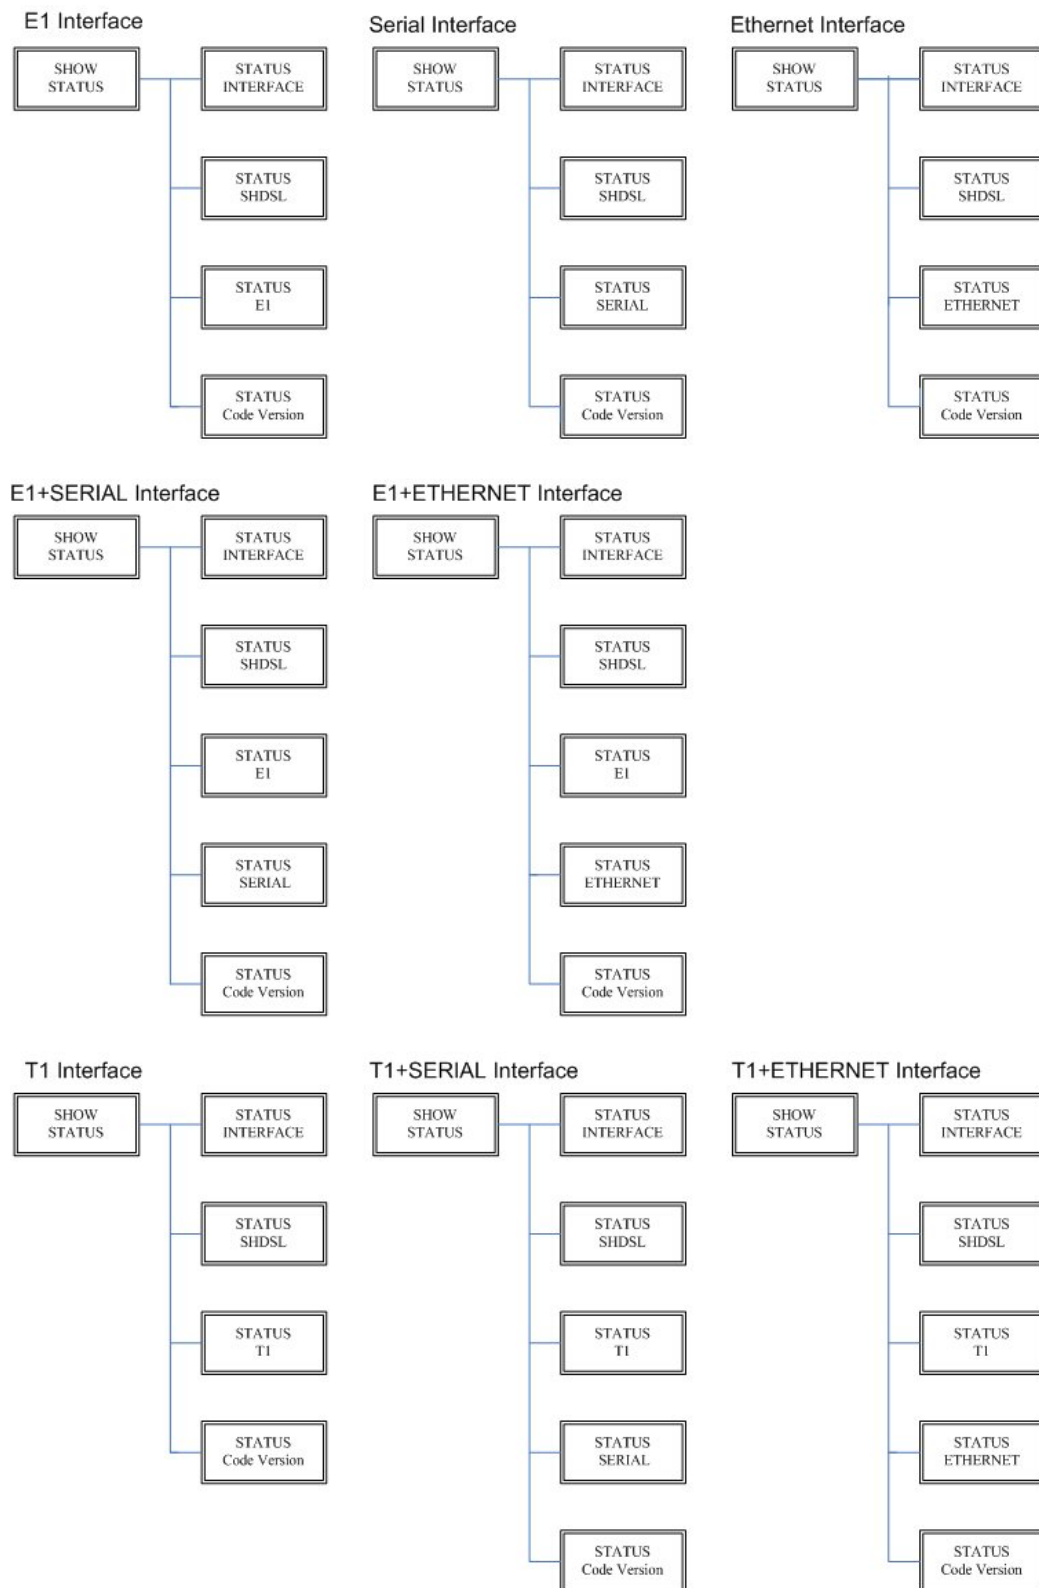 E1 Interface
SHOW
STATUS
STATUS
INTERFACE
STATUS
SHDSL
STATUS
E1
STATUS
Code Version
Serial Interface
SHOW
STATUS
STATUS
INTERFACE
STATUS
SHDSL
STATUS
SERIAL
STATUS
Code Version
Ethernet Interface
SHOW
STATUS
STATUS
INTERFACE
STATUS
SHDSL
STATUS
ETHERNET
STATUS
Code Version
E1+SERIAL Interface
SHOW
STATUS
STATUS
INTERFACE
STATUS
SHDSL
STATUS
E1
STATUS
SERIAL
STATUS
Code Version
E1+ETHERNET Interface
SHOW
STATUS
STATUS
INTERFACE
STATUS
SHDSL
STATUS
E1
STATUS
ETHERNET
STATUS
Code Version
T1 Interface
SHOW
STATUS
STATUS
INTERFACE
STATUS
SHDSL
STATUS
T1
STATUS
Code Version
T1+SERIAL Interface
SHOW
STATUS
STATUS
INTERFACE
STATUS
SHDSL
STATUS
T1
STATUS
SERIAL
STATUS
Code Version
T1+ETHERNET Interface
SHOW
STATUS
STATUS
INTERFACE
STATUS
SHDSL
STATUS
T1
STATUS
ETHERNET
STATUS
Code Version